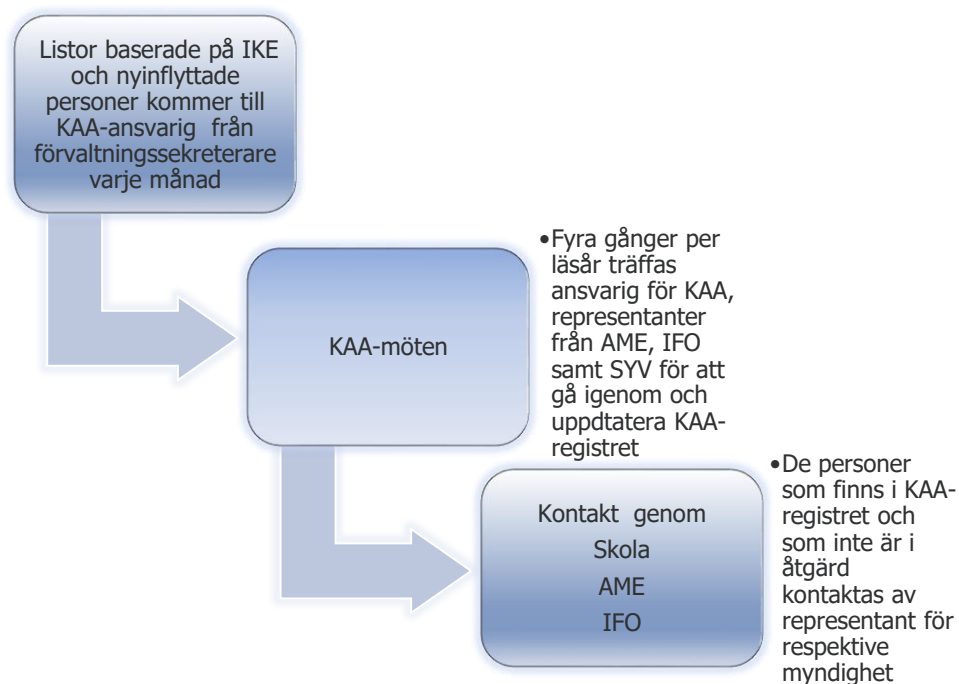 Listor baserade på IKE
och nyinflyttade
personer kommer till
KAA-ansvarig från
förvaltningssekreterare
varje månad
KAA-möten
•Fyra gånger per
läsår träffas
ansvarig för KAA,
representanter
från AME, IFO
samt SYV för att
gå igenom och
uppdtatera KAA-
registret
Kontakt genom
Skola
AME
IFO
•De personer
som finns i KAA-
registret och
som inte är i
åtgärd
kontaktas av
representant för
respektive
myndighet